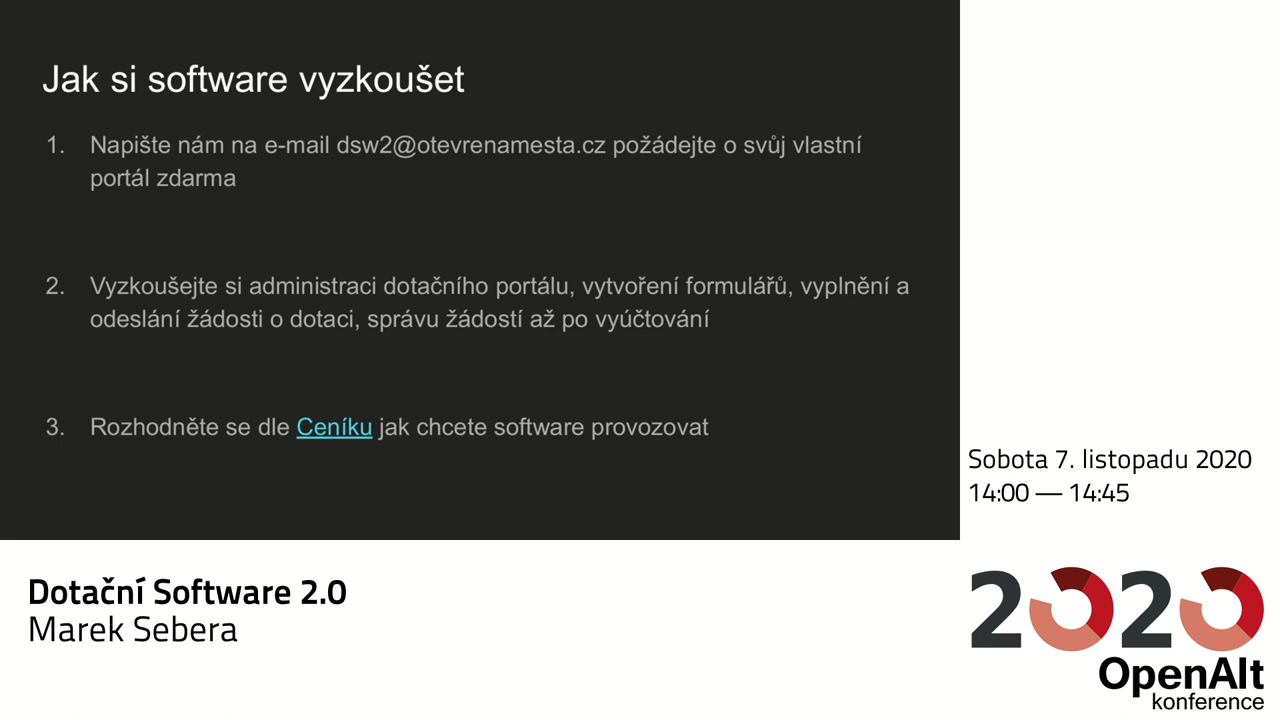 Jak si software vyzkoušet
1. Napište nám na e-mail dsw2@otevrenamesta.cz požádejte o svůj vlastní
portál zdarma
2. Vyzkoušejte si administraci dotačního portálu, vytvoření formulářů, vyplnění a
odeslání žádosti o dotaci, správu žádostí až po vyúčtování
3. Rozhodněte se dle Ceníku jak chcete software provozovat
Sobota 7. listopadu 2020
14:00 — 14:45
Dotační Software 2.0
Marek Sebera
2020
OpenAlt
konference